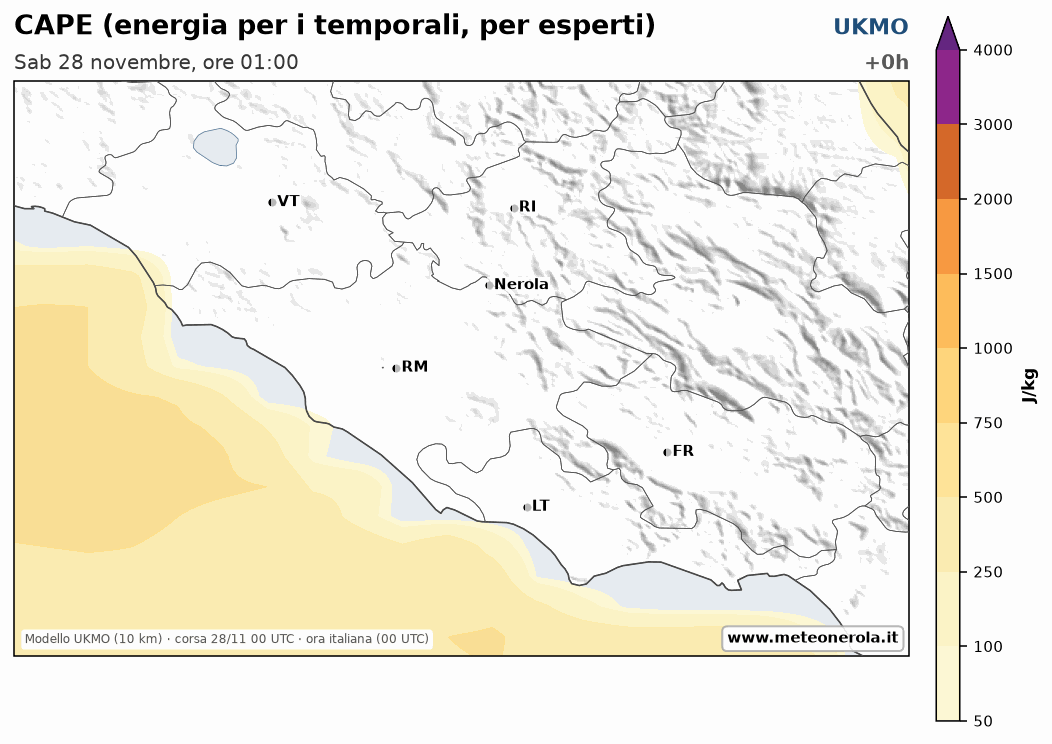 CAPE (energia per i temporali, per esperti)
UKMO
Sab 28 novembre, ore 01:00
+0h
VT
RI
Nerola
RM
FR
LT
Modello UKMO (10 km) · corsa 28/11 00 UTC · ora italiana (00 UTC)
www.meteonerola.it
4000
3000
2000
1500
1000
750
500
250
100
50
J/kg